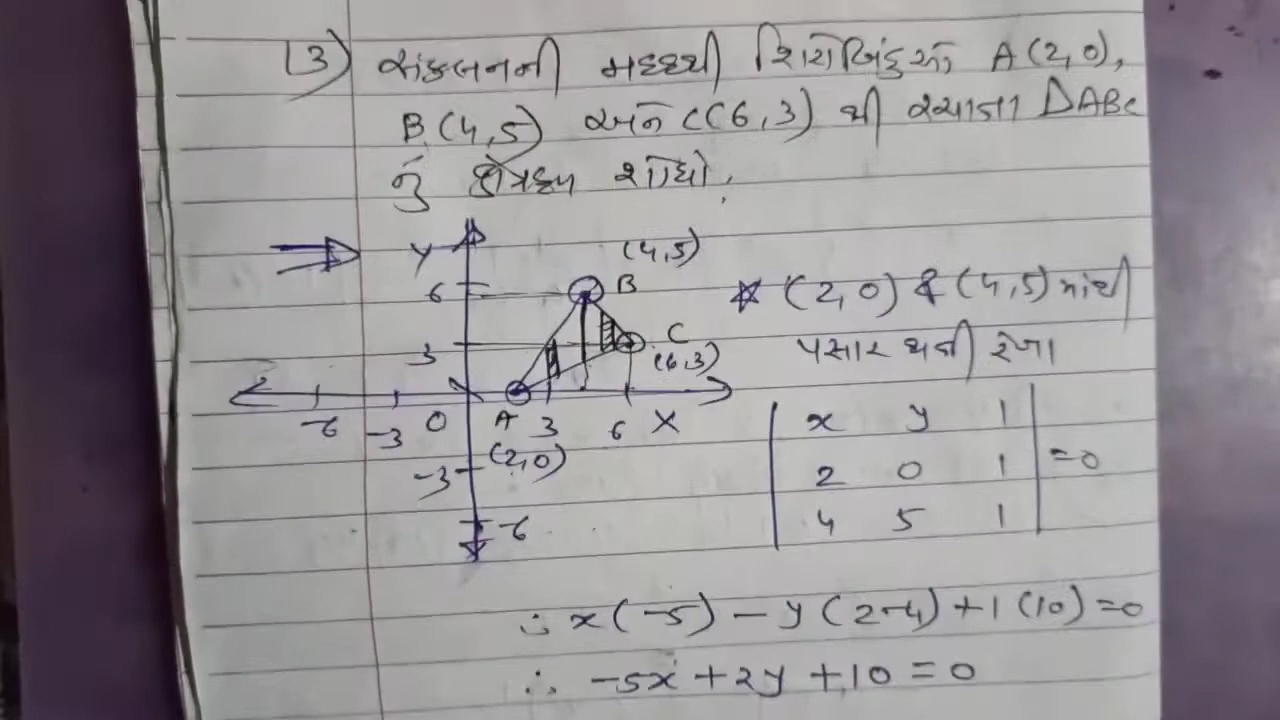 (3) સંકલનની મદદથી શિરોબિંદુઓ A(2,0),
B(4,5) અને C(6,3) થી રચાતા ΔABC
નું ક્ષેત્રફળ શોધો.
Y
(4,5)
6
B
* (2,0) & (4,5) માંથી
3
C
(6,3)
પસાર થતી રેખા
-6 -3 0 A 3 6 X
(2,0)
-3
-6
x y 1
2 0 1 =0
4 5 1
∴ x(-5) - y(2-4) + 1(10) = 0
∴ -5x + 2y + 10 = 0